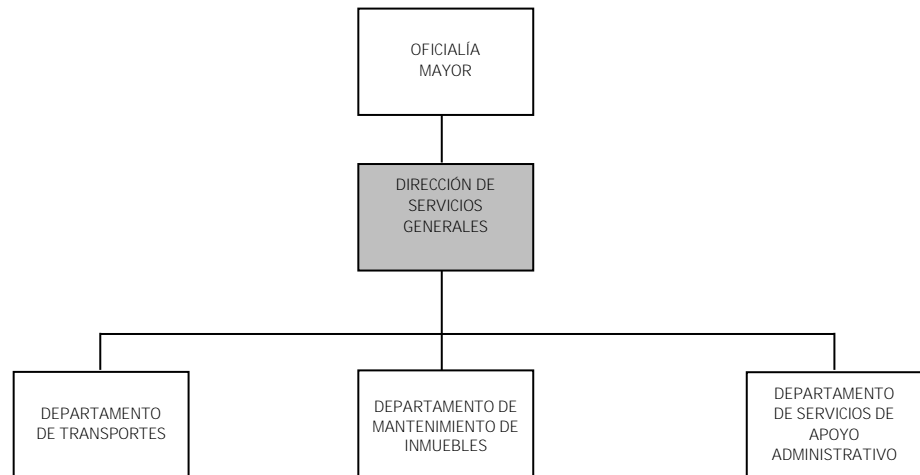 OFICIALÍA
MAYOR
DIRECCIÓN DE
SERVICIOS
GENERALES
DEPARTAMENTO
DE TRANSPORTES
DEPARTAMENTO DE
MANTENIMIENTO DE
INMUEBLES
DEPARTAMENTO
DE SERVICIOS DE
APOYO
ADMINISTRATIVO